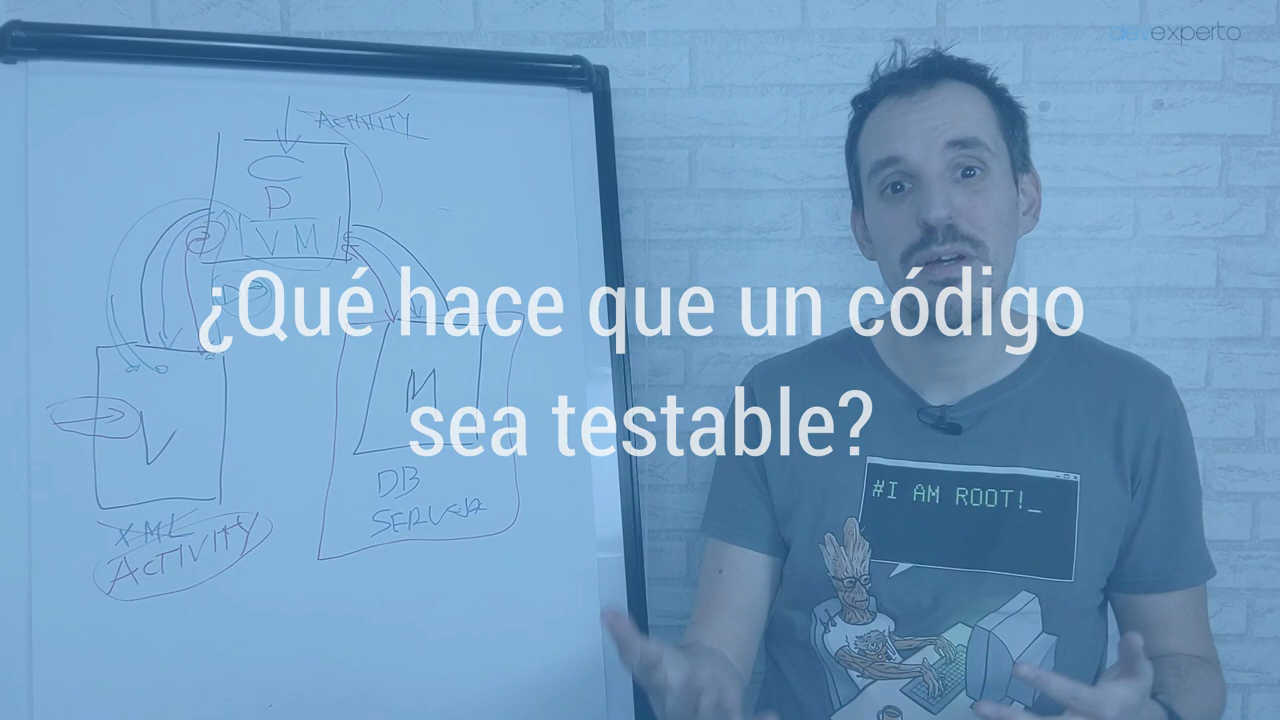 devexperto
ACTIVITY
C
P
VM
¿Qué hace que un código
sea testable?
V
M
DB
SERVER
XML
ACTIVITY
#I AM ROOT!_